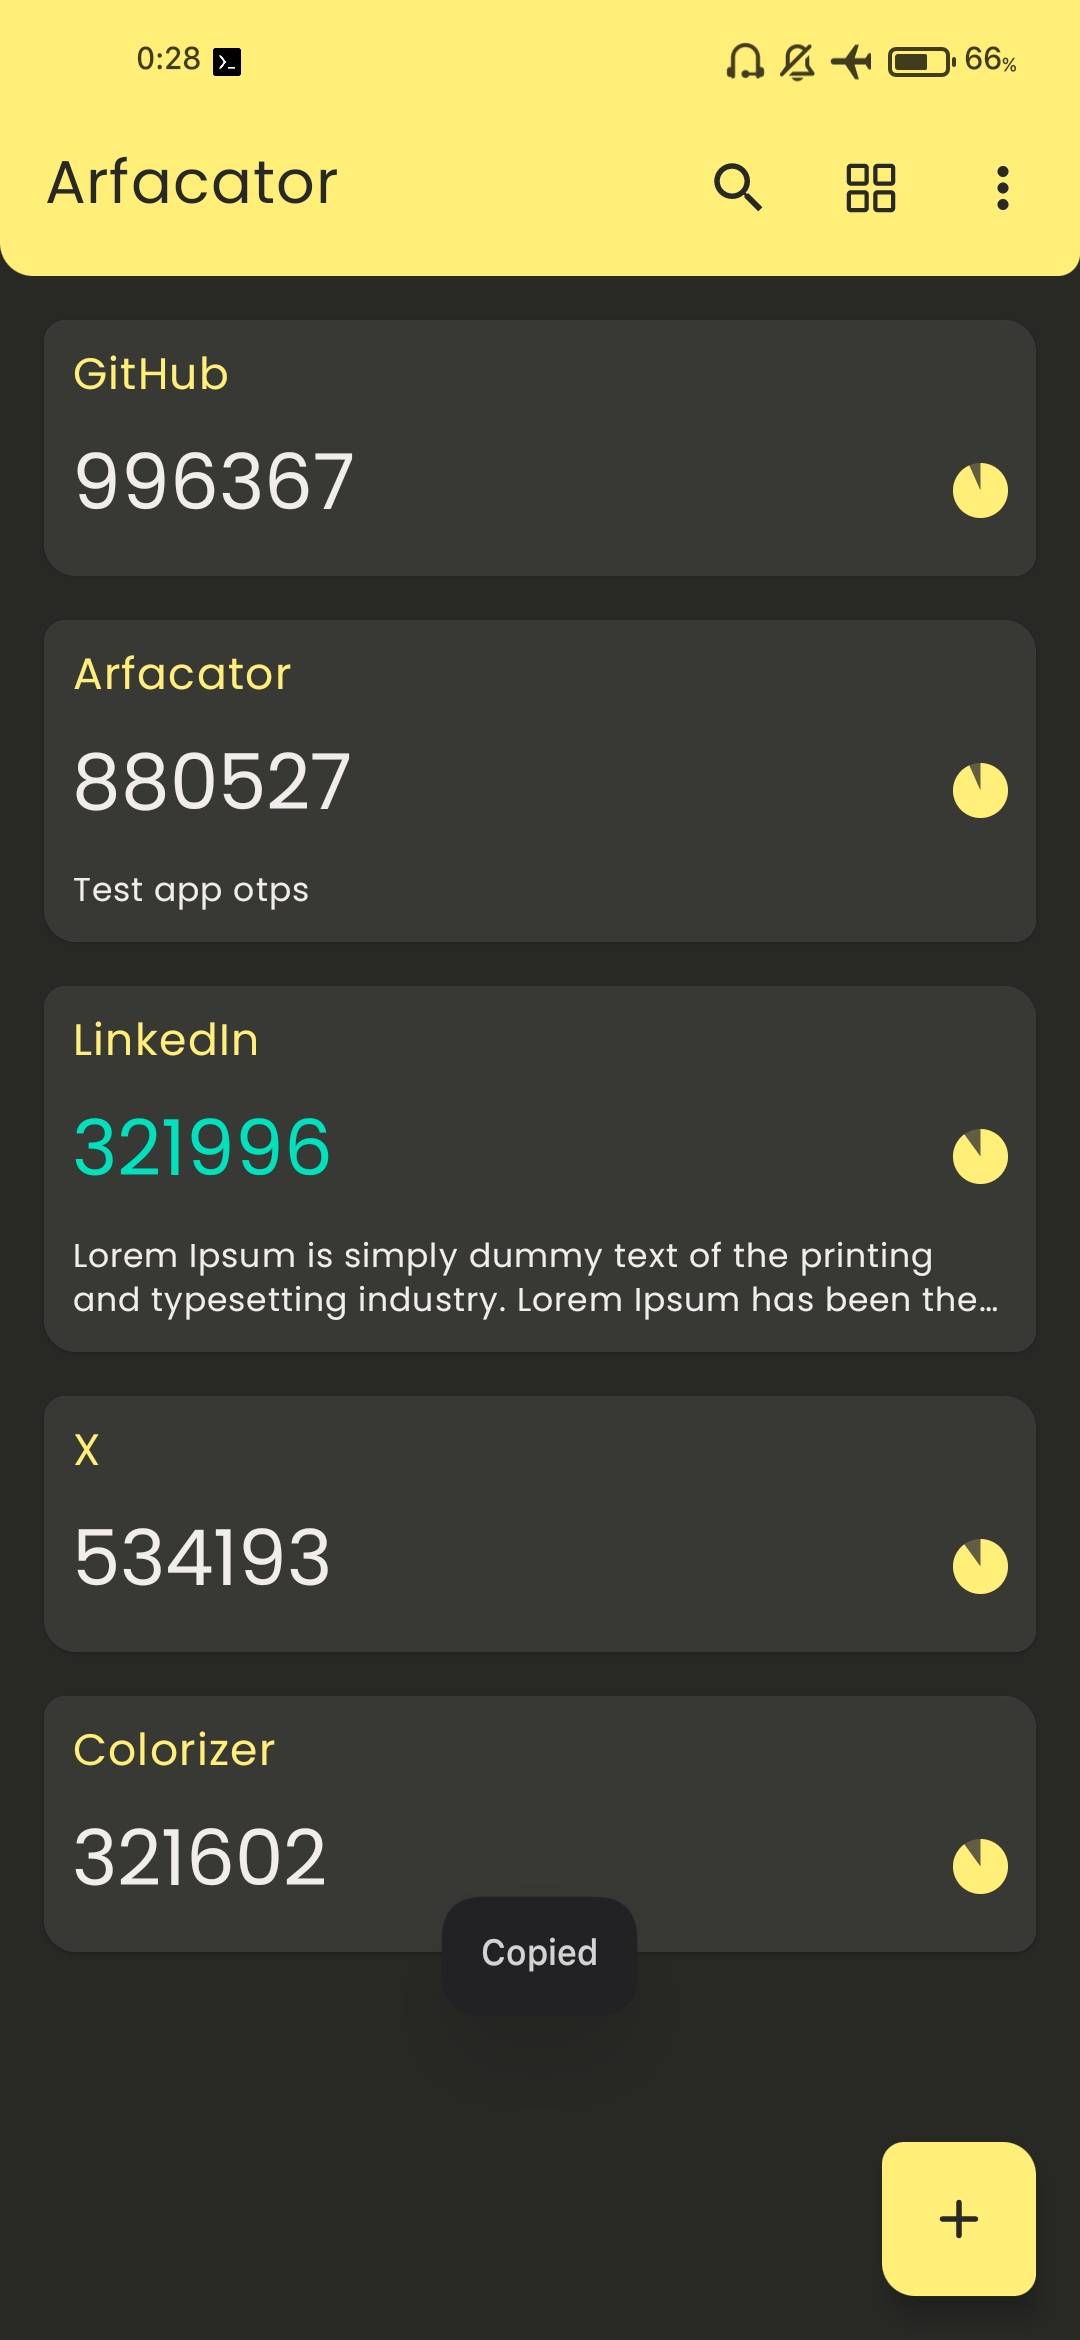 0:28
66%
Arfacator
GitHub
996367
Arfacator
880527
Test app otps
LinkedIn
321996
Lorem Ipsum is simply dummy text of the printing
and typesetting industry. Lorem Ipsum has been the...
X
534193
Colorizer
321602
Copied